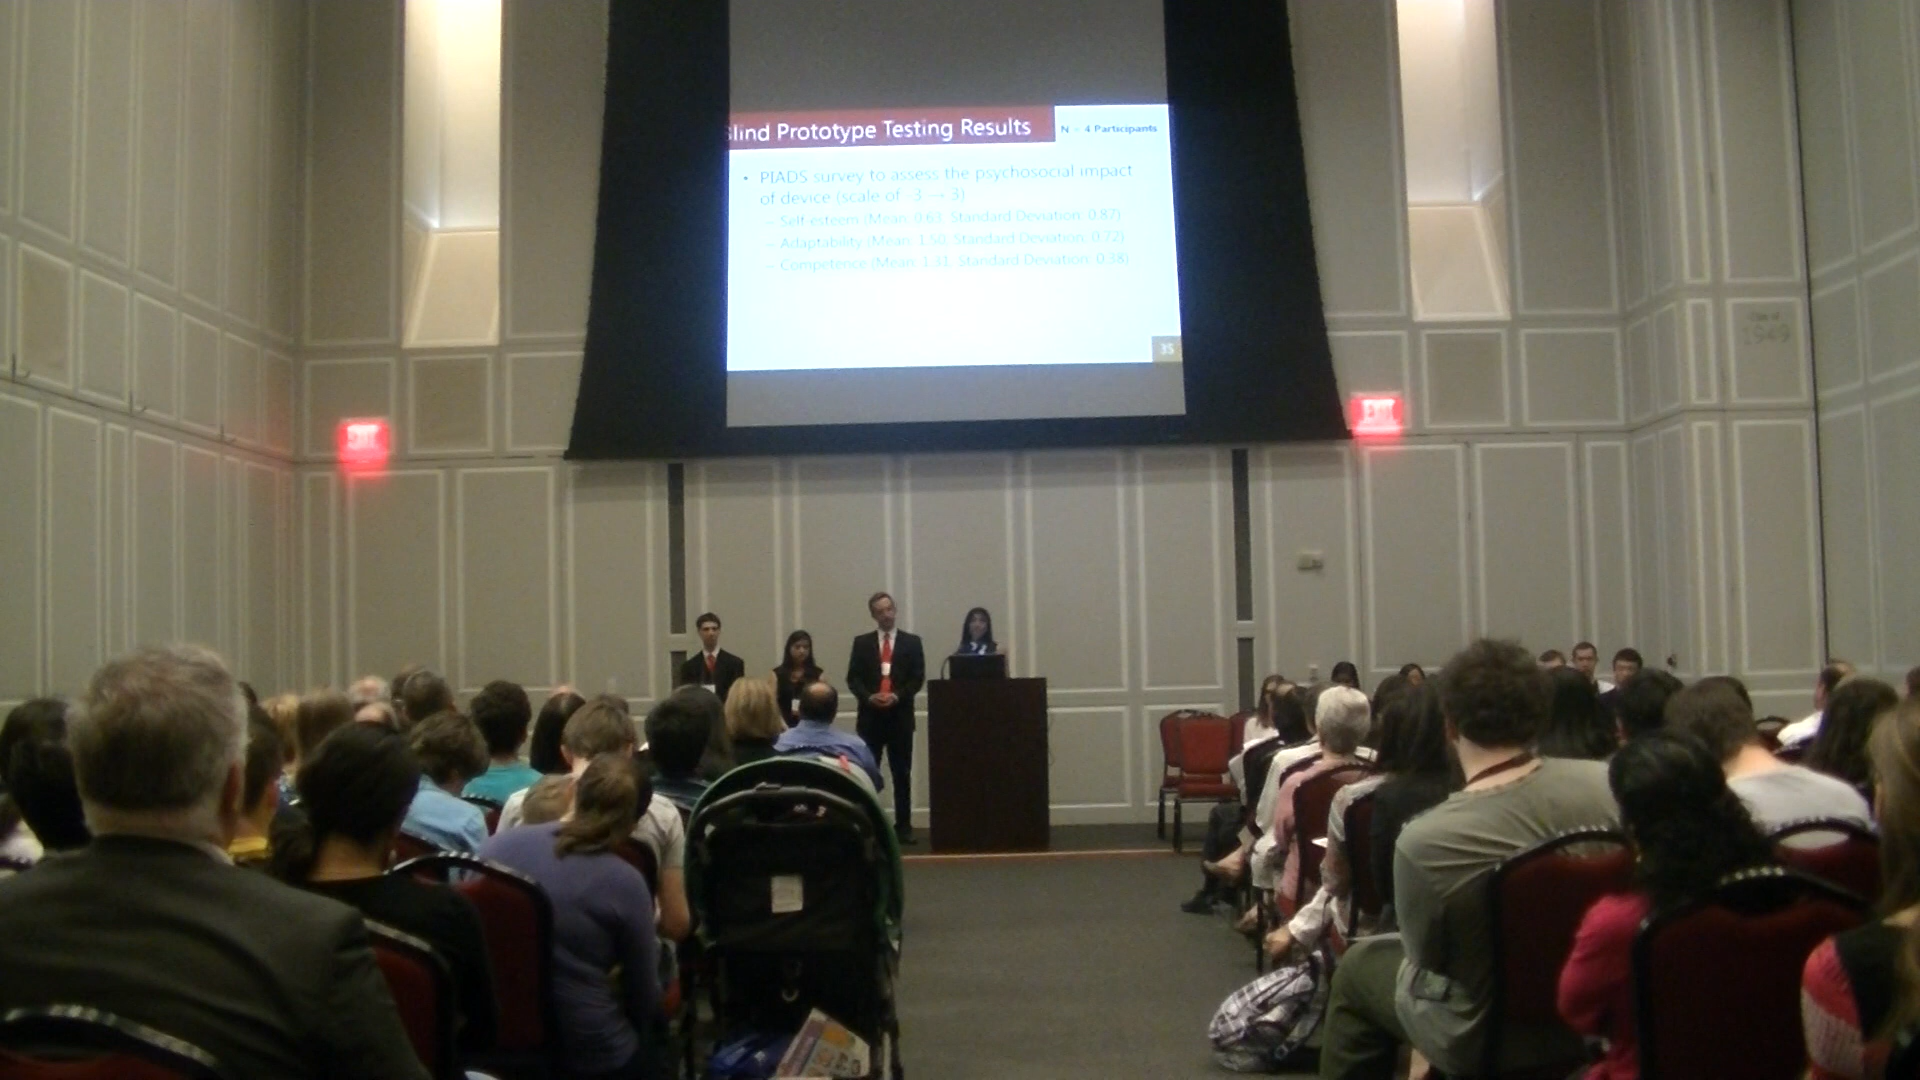 Blind Prototype Testing Results
N = 4 Participants
• PIADS survey to assess the psychosocial impact
of device (scale of -3 → 3)
– Self-esteem (Mean: 0.63, Standard Deviation: 0.87)
– Adaptability (Mean: 1.50, Standard Deviation: 0.72)
– Competence (Mean: 1.31, Standard Deviation: 0.38)
35
EXIT
EXIT
1949